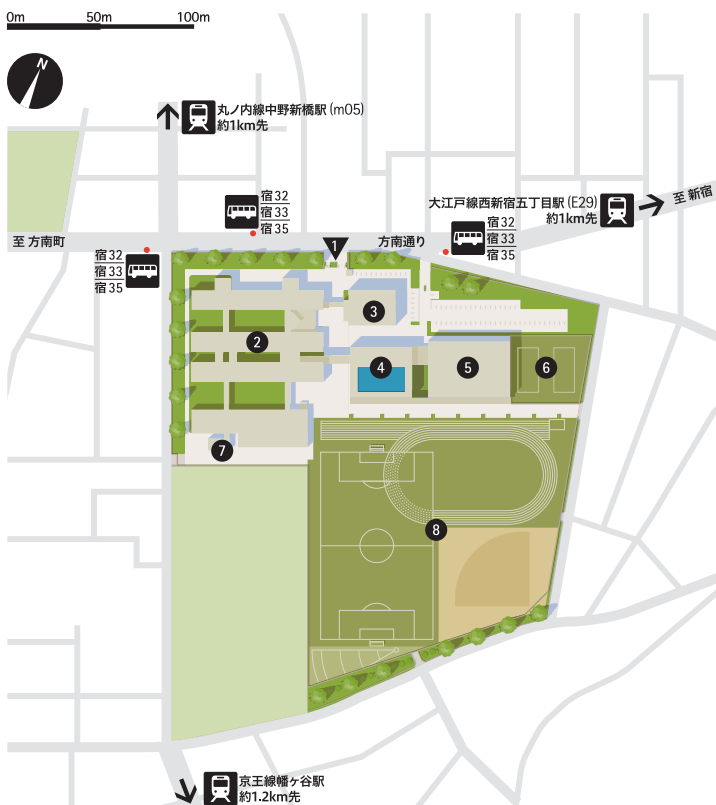 0m 50m 100m
N
丸ノ内線中野新橋駅(m05)
約1km先
宿32
宿33
宿35
大江戸線西新宿五丁目駅(E29)
約1km先
至 新宿
至 方南町
宿32
宿33
宿35
1
方南通り
宿32
宿33
宿35
2
3
4
5
6
7
8
京王線幡ヶ谷駅
約1.2km先